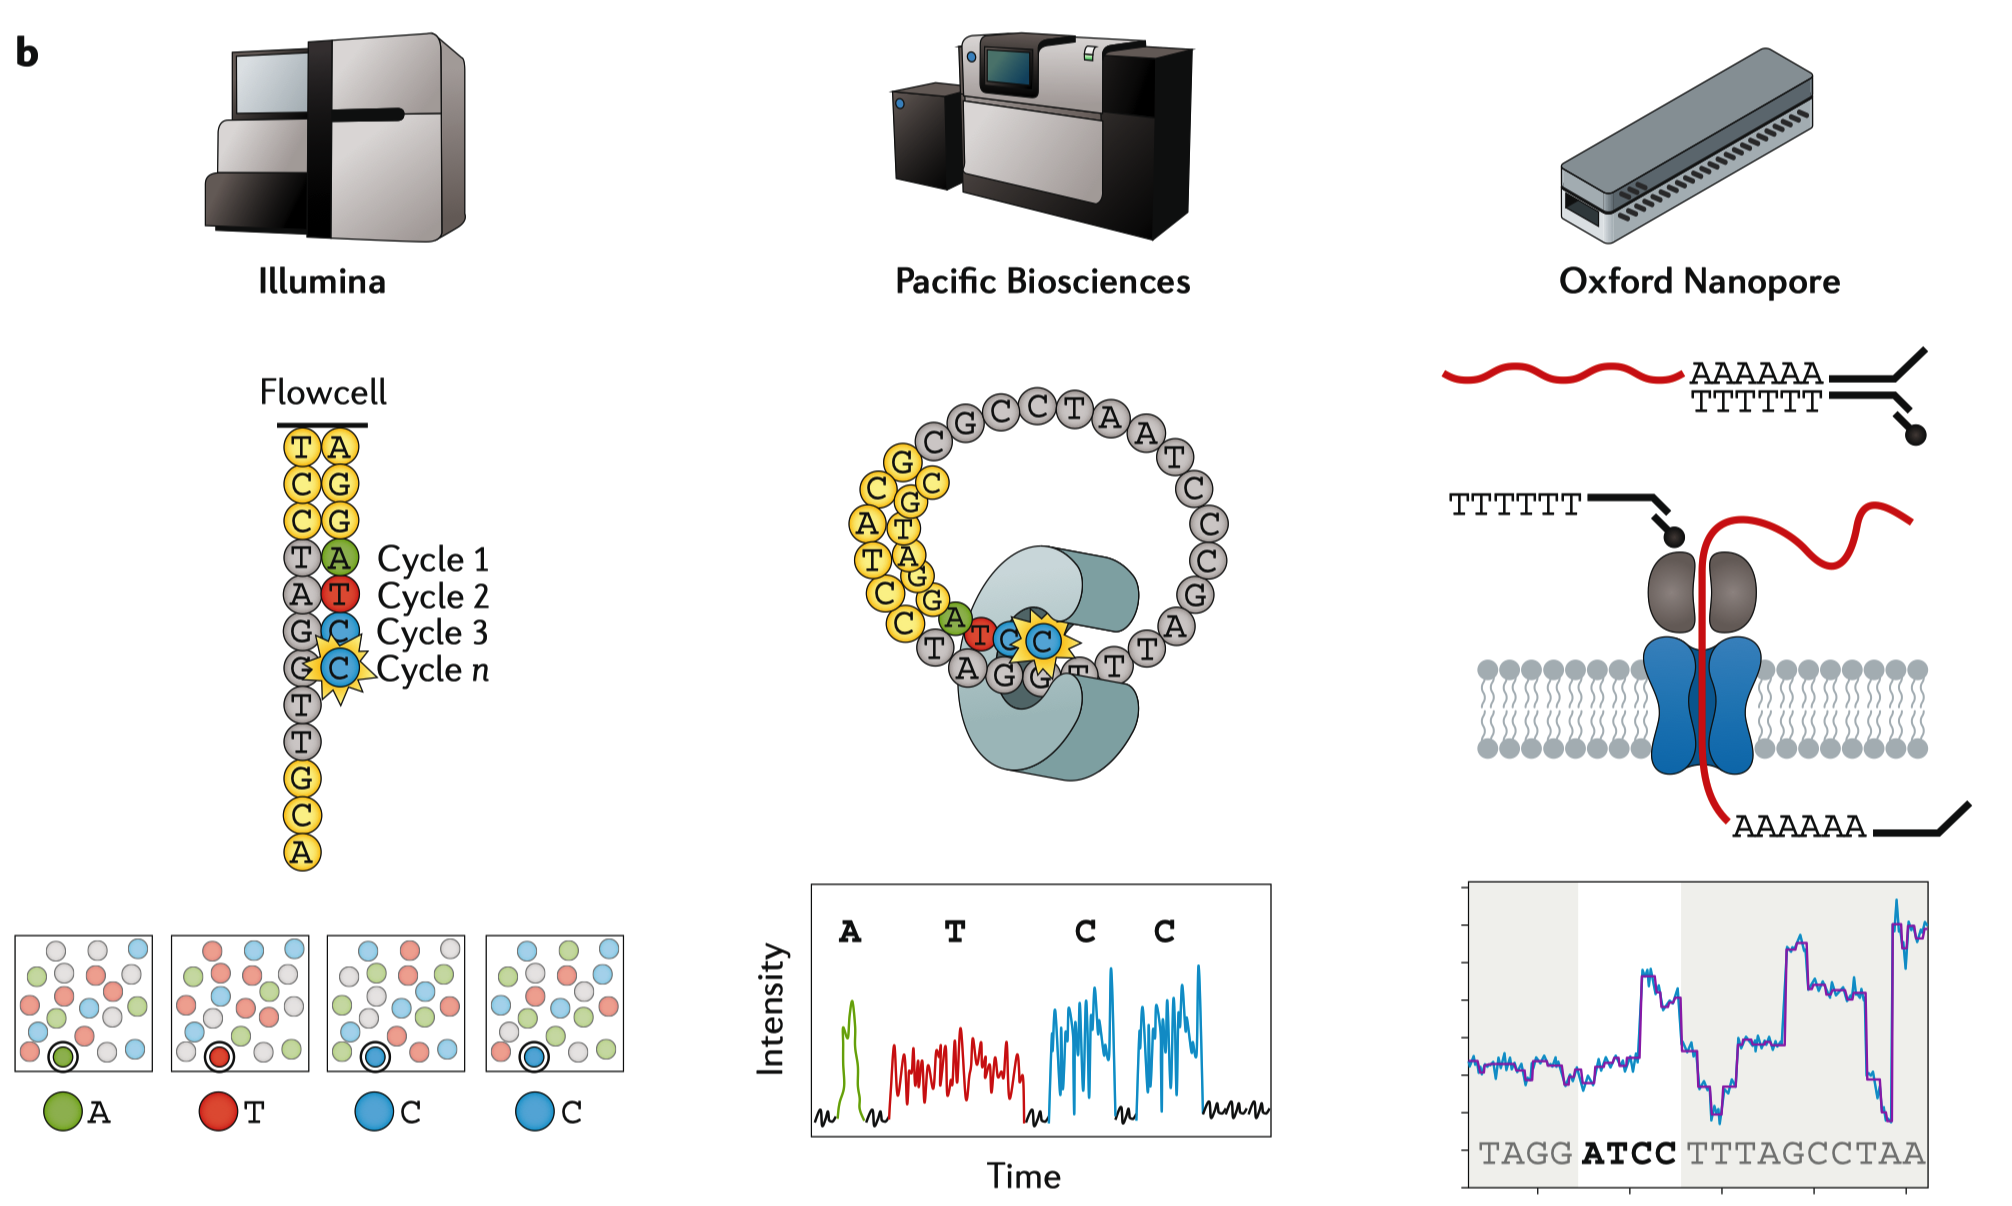 b
Illumina
Pacific Biosciences
Oxford Nanopore
Flowcell
T A
C G
C G
T A Cycle 1
A T Cycle 2
G C Cycle 3
G C Cycle n
T
T
G
C
A
A
T
C
C
C G C C T A A T C C C G A T T T G G A T C C T A C G
C G T A G G A T C C
Intensity
A T C C
Time
AAAAAA
TTTTTT
TTTTTT
AAAAAA
TAGG ATCC TTTAGCCTAA